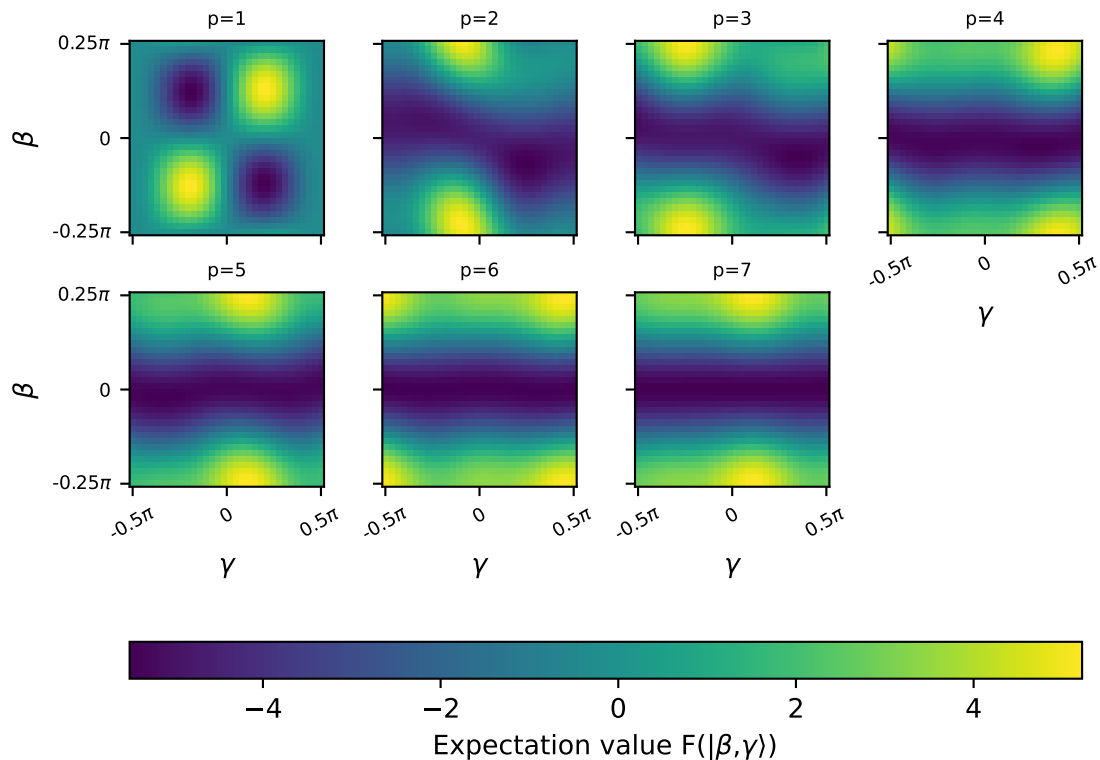 p=1
p=2
p=3
p=4
0.25π
0
-0.25π
β
-0.5π
0
0.5π
γ
p=5
p=6
p=7
0.25π
0
-0.25π
β
-0.5π
0
0.5π
-0.5π
0
0.5π
-0.5π
0
0.5π
γ
γ
γ
−4
−2
0
2
4
Expectation value F(|β,γ⟩)